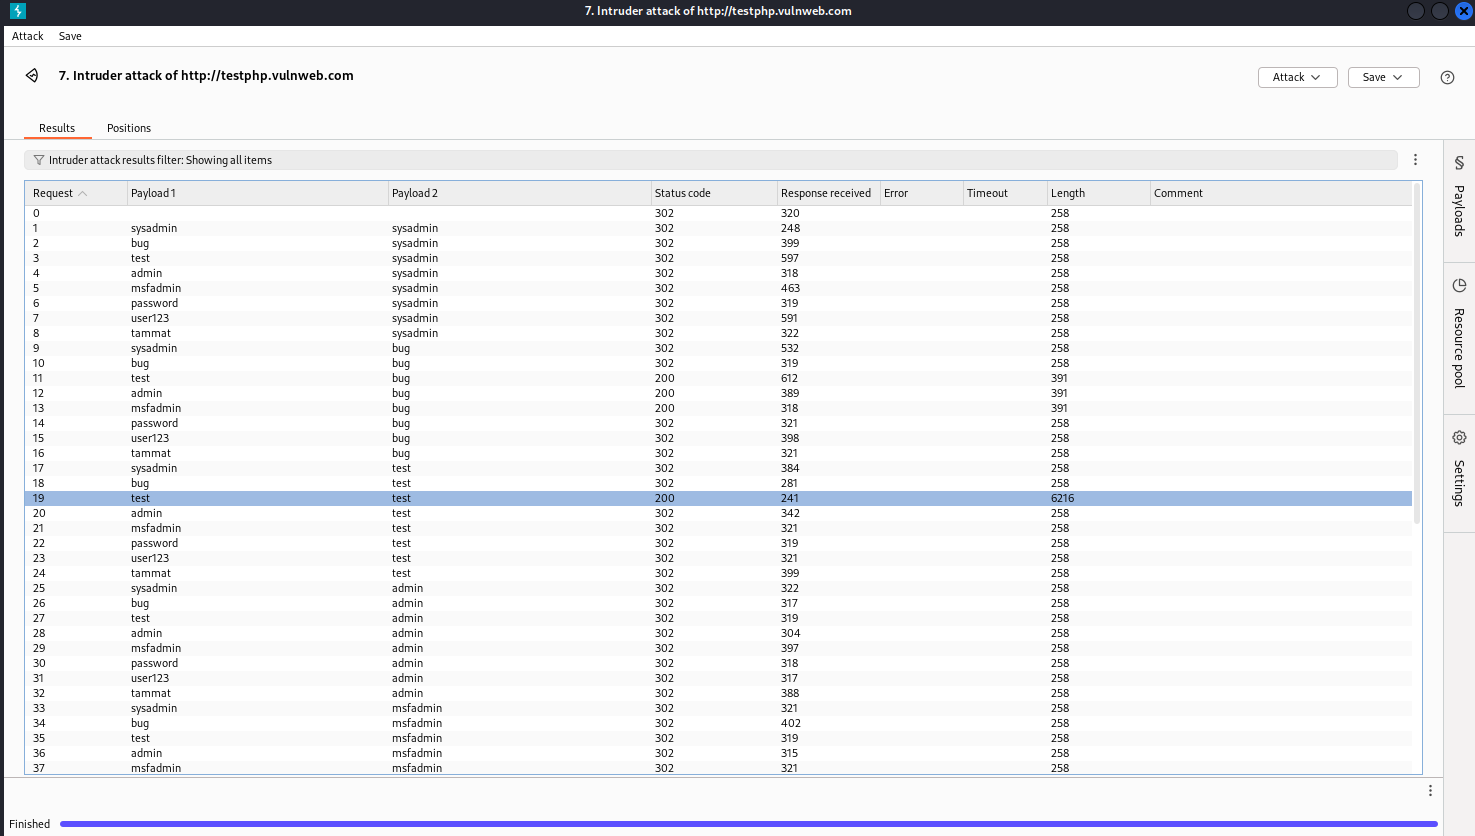 7. Intruder attack of http://testphp.vulnweb.com
Attack Save
7. Intruder attack of http://testphp.vulnweb.com
Attack Save
Results Positions
Intruder attack results filter: Showing all items
Request Payload 1 Payload 2 Status code Response received Error Timeout Length Comment
0 302 320 258
1 sysadmin sysadmin 302 248 258
2 bug sysadmin 302 399 258
3 test sysadmin 302 597 258
4 admin sysadmin 302 318 258
5 msfadmin sysadmin 302 463 258
6 password sysadmin 302 319 258
7 user123 sysadmin 302 591 258
8 tammat sysadmin 302 322 258
9 sysadmin bug 302 532 258
10 bug bug 302 319 258
11 test bug 200 612 391
12 admin bug 200 389 391
13 msfadmin bug 200 318 391
14 password bug 302 321 258
15 user123 bug 302 398 258
16 tammat bug 302 321 258
17 sysadmin test 302 384 258
18 bug test 302 281 258
19 test test 200 241 6216
20 admin test 302 342 258
21 msfadmin test 302 321 258
22 password test 302 319 258
23 user123 test 302 321 258
24 tammat test 302 399 258
25 sysadmin admin 302 322 258
26 bug admin 302 317 258
27 test admin 302 319 258
28 admin admin 302 304 258
29 msfadmin admin 302 397 258
30 password admin 302 318 258
31 user123 admin 302 317 258
32 tammat admin 302 388 258
33 sysadmin msfadmin 302 321 258
34 bug msfadmin 302 402 258
35 test msfadmin 302 319 258
36 admin msfadmin 302 315 258
37 msfadmin msfadmin 302 321 258
Payloads
Resource pool
Settings
Finished